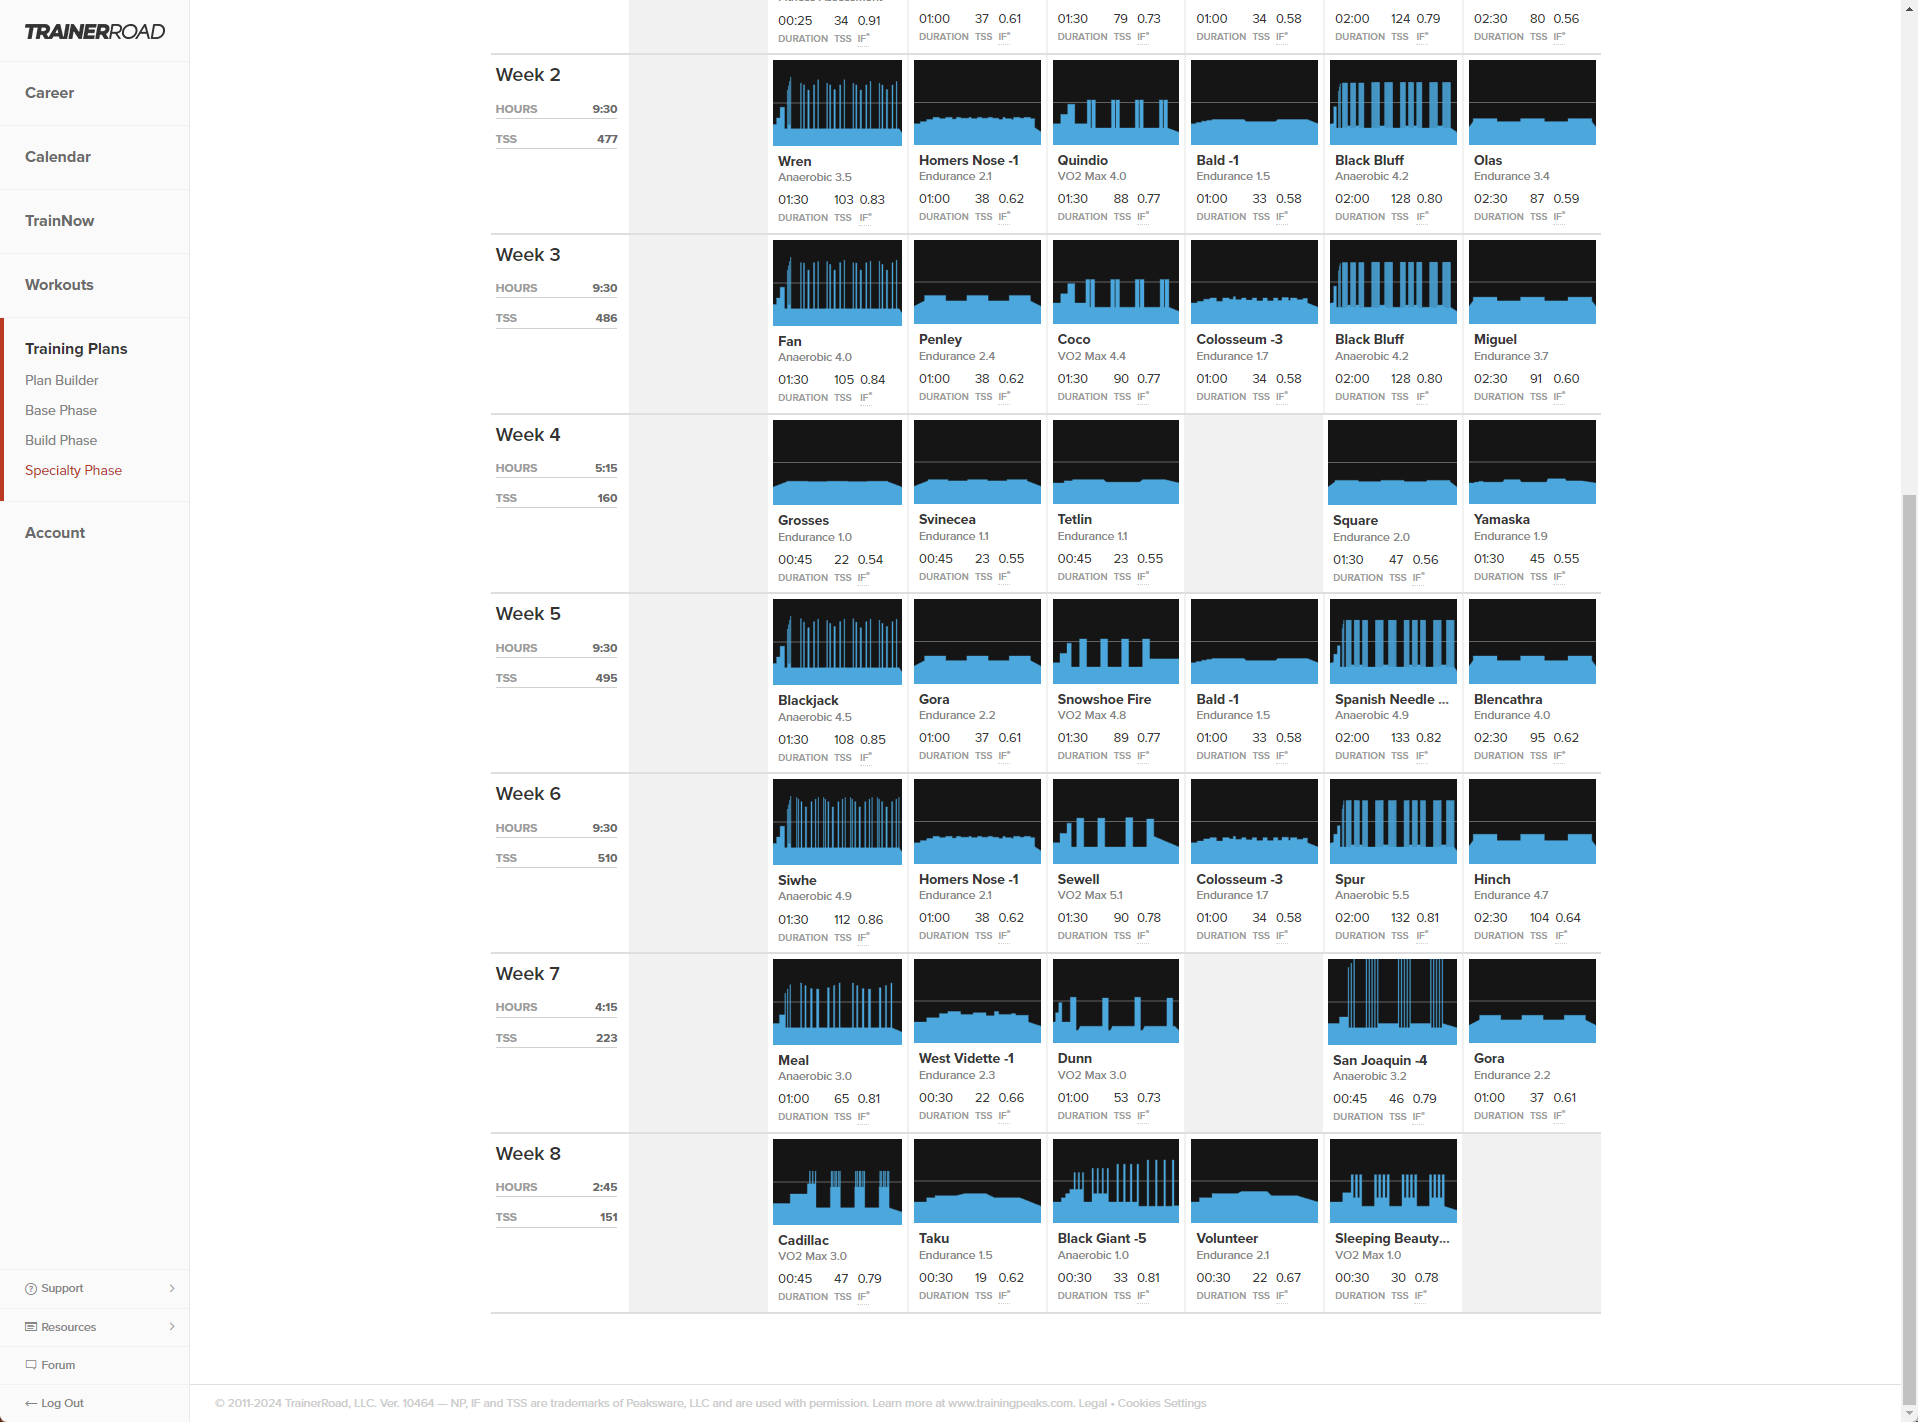 TRAINERROAD
Career
Calendar
TrainNow
Workouts
Training Plans
Plan Builder
Base Phase
Build Phase
Specialty Phase
Account
Support
Resources
Forum
Log Out
00:25 34 0.91 01:00 37 0.61 01:30 79 0.73 01:00 34 0.58 02:00 124 0.79 02:30 80 0.56
DURATION TSS IF® DURATION TSS IF® DURATION TSS IF® DURATION TSS IF® DURATION TSS IF® DURATION TSS IF®
Week 2
HOURS 9:30
TSS 477
Wren Homers Nose -1 Quindio Bald -1 Black Bluff Olas
Anaerobic 3.5 Endurance 2.1 VO2 Max 4.0 Endurance 1.5 Anaerobic 4.2 Endurance 3.4
01:30 103 0.83 01:00 38 0.62 01:30 88 0.77 01:00 33 0.58 02:00 128 0.80 02:30 87 0.59
DURATION TSS IF® DURATION TSS IF® DURATION TSS IF® DURATION TSS IF® DURATION TSS IF® DURATION TSS IF®
Week 3
HOURS 9:30
TSS 486
Fan Penley Coco Colosseum -3 Black Bluff Miguel
Anaerobic 4.0 Endurance 2.4 VO2 Max 4.4 Endurance 1.7 Anaerobic 4.2 Endurance 3.7
01:30 105 0.84 01:00 38 0.62 01:30 90 0.77 01:00 34 0.58 02:00 128 0.80 02:30 91 0.60
DURATION TSS IF® DURATION TSS IF® DURATION TSS IF® DURATION TSS IF® DURATION TSS IF® DURATION TSS IF®
Week 4
HOURS 5:15
TSS 160
Grosses Svinecea Tetlin Square Yamaska
Endurance 1.0 Endurance 1.1 Endurance 1.1 Endurance 2.0 Endurance 1.9
00:45 22 0.54 00:45 23 0.55 00:45 23 0.55 01:30 47 0.56 01:30 45 0.55
DURATION TSS IF® DURATION TSS IF® DURATION TSS IF® DURATION TSS IF® DURATION TSS IF®
Week 5
HOURS 9:30
TSS 495
Blackjack Gora Snowshoe Fire Bald -1 Spanish Needle ... Blencathra
Anaerobic 4.5 Endurance 2.2 VO2 Max 4.8 Endurance 1.5 Anaerobic 4.9 Endurance 4.0
01:30 108 0.85 01:00 37 0.61 01:30 89 0.77 01:00 33 0.58 02:00 133 0.82 02:30 95 0.62
DURATION TSS IF® DURATION TSS IF® DURATION TSS IF® DURATION TSS IF® DURATION TSS IF® DURATION TSS IF®
Week 6
HOURS 9:30
TSS 510
Siwhe Homers Nose -1 Sewell Colosseum -3 Spur Hinch
Anaerobic 4.9 Endurance 2.1 VO2 Max 5.1 Endurance 1.7 Anaerobic 5.5 Endurance 4.7
01:30 112 0.86 01:00 38 0.62 01:30 90 0.78 01:00 34 0.58 02:00 132 0.81 02:30 104 0.64
DURATION TSS IF® DURATION TSS IF® DURATION TSS IF® DURATION TSS IF® DURATION TSS IF® DURATION TSS IF®
Week 7
HOURS 4:15
TSS 223
Meal West Vidette -1 Dunn San Joaquin -4 Gora
Anaerobic 3.0 Endurance 2.3 VO2 Max 3.0 Anaerobic 3.2 Endurance 2.2
01:00 65 0.81 00:30 22 0.66 01:00 53 0.73 00:45 46 0.79 01:00 37 0.61
DURATION TSS IF® DURATION TSS IF® DURATION TSS IF® DURATION TSS IF® DURATION TSS IF®
Week 8
HOURS 2:45
TSS 151
Cadillac Taku Black Giant -5 Volunteer Sleeping Beauty...
VO2 Max 3.0 Endurance 1.5 Anaerobic 1.0 Endurance 2.1 VO2 Max 1.0
00:45 47 0.79 00:30 19 0.62 00:30 33 0.81 00:30 22 0.67 00:30 30 0.78
DURATION TSS IF® DURATION TSS IF® DURATION TSS IF® DURATION TSS IF® DURATION TSS IF®
© 2011-2024 TrainerRoad, LLC. Ver. 10464 — NP, IF and TSS are trademarks of Peaksware, LLC and are used with permission. Learn more at www.trainingpeaks.com. Legal • Cookies Settings